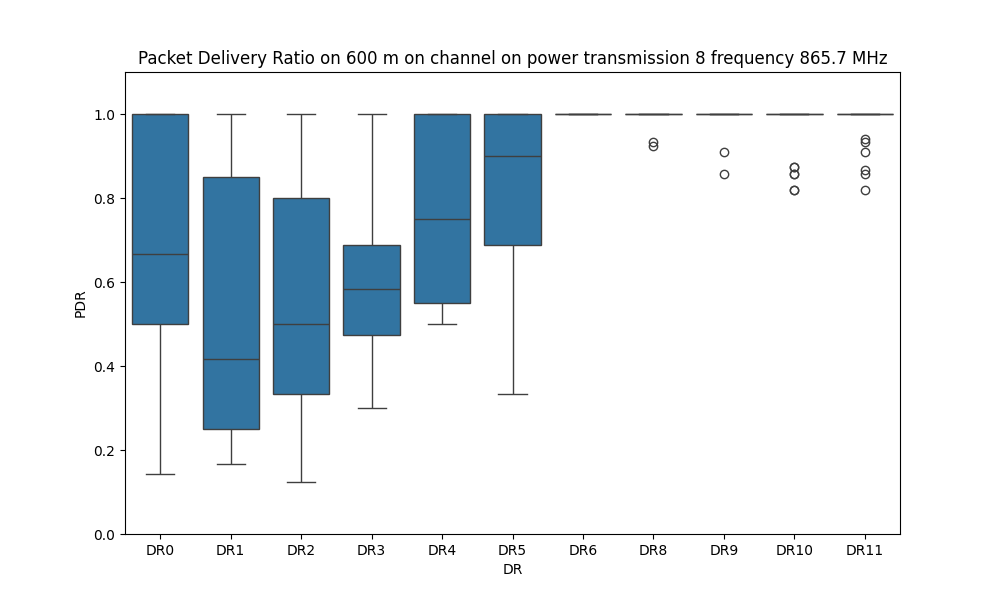 Packet Delivery Ratio on 600 m on channel on power transmission 8 frequency 865.7 MHz
PDR
1.0
0.8
0.6
0.4
0.2
0.0
DR0 DR1 DR2 DR3 DR4 DR5 DR6 DR8 DR9 DR10 DR11
DR